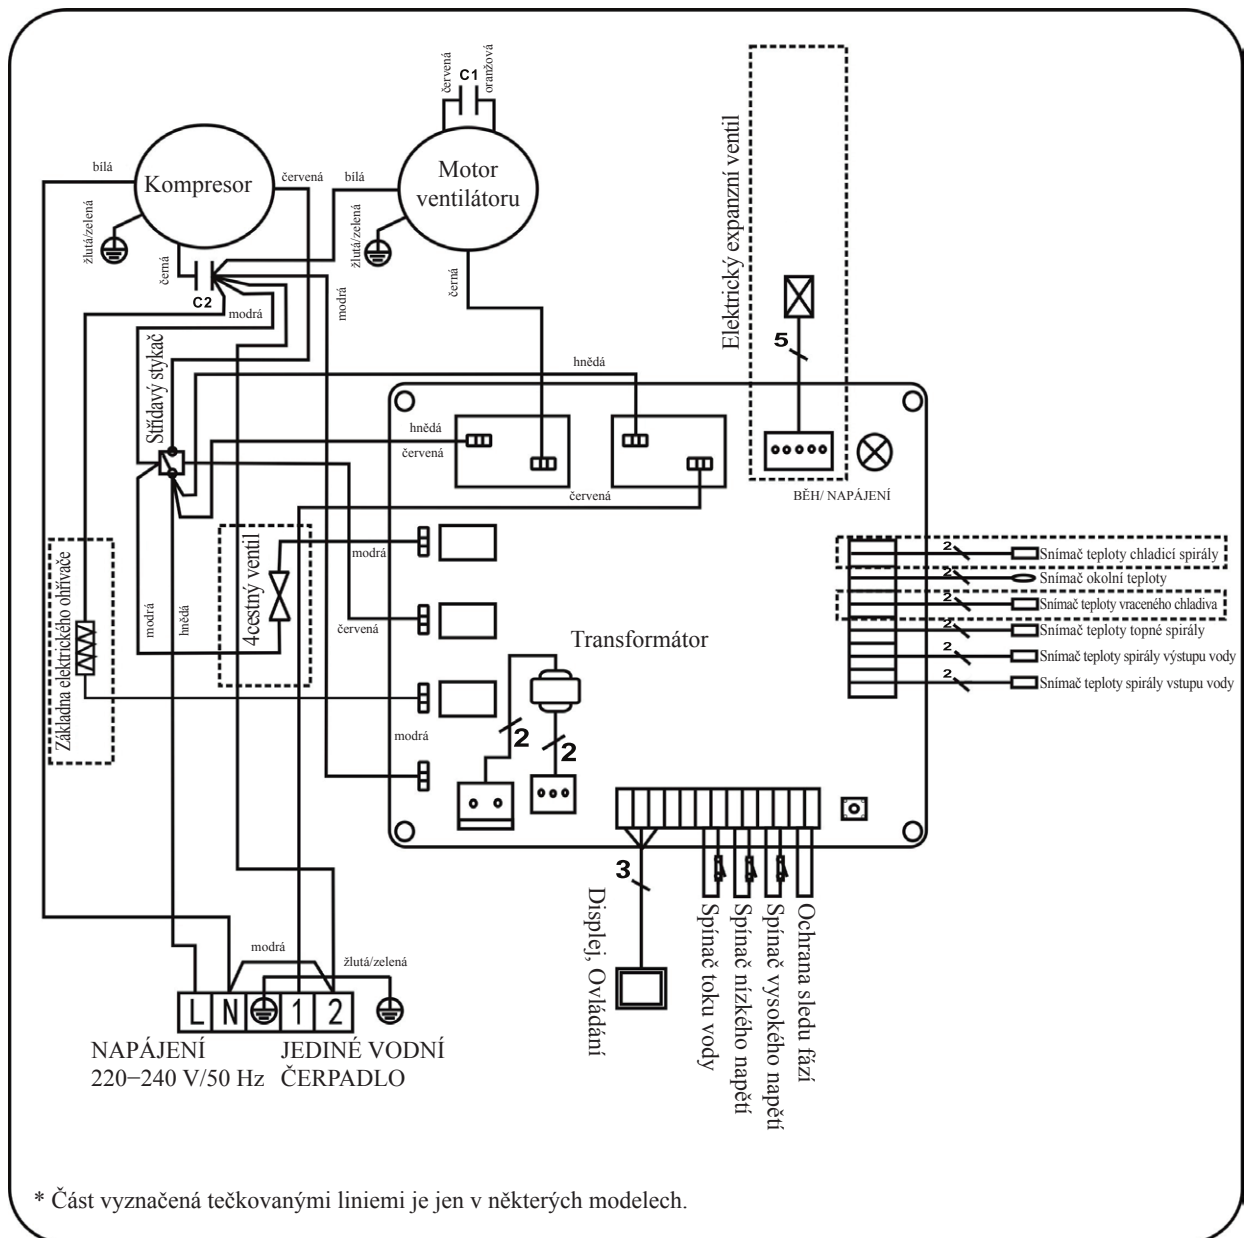 červená
C1
oranžová
bílá
Kompresor
červená
bílá
Motor
ventilátoru
žlutá/zelená
černá
C2
modrá
modrá
žlutá/zelená
černá
Elektrický expanzní ventil
5
Střídavý stykač
hnědá
hnědá
červená
červená
BĚH/ NAPÁJENÍ
Základna elektrického ohřívače
modrá
hnědá
4cestný ventil
modrá
červená
modrá
Transformátor
2
2
2
Snímač teploty chladicí spirály
2
Snímač okolní teploty
2
Snímač teploty vraceného chladiva
2
Snímač teploty topné spirály
2
Snímač teploty spirály výstupu vody
2
Snímač teploty spirály vstupu vody
3
Displej, Ovládání
Spínač toku vody
Spínač nízkého napětí
Spínač vysokého napětí
Ochrana sledu fází
modrá
žlutá/zelená
L N 1 2
NAPÁJENÍ
220–240 V/50 Hz
JEDINÉ VODNÍ
ČERPADLO
* Část vyznačená tečkovanými liniemi je jen v některých modelech.